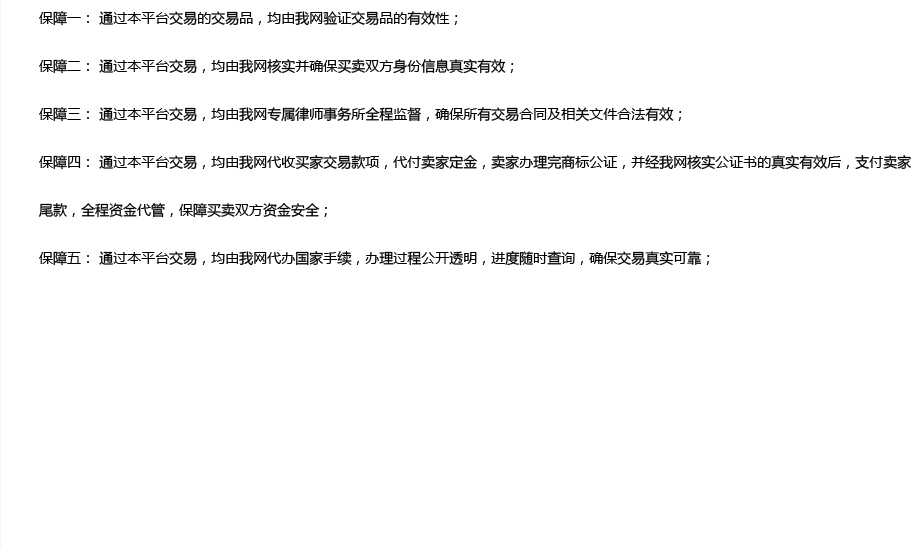 保障一： 通过本平台交易的交易品，均由我网验证交易品的有效性；
保障二： 通过本平台交易，均由我网核实并确保买卖双方身份信息真实有效；
保障三： 通过本平台交易，均由我网专属律师事务所全程监督，确保所有交易合同及相关文件合法有效；
保障四： 通过本平台交易，均由我网代收买家交易款项，代付卖家定金，卖家办理完商标公证，并经我网核实公证书的真实有效后，支付卖家
尾款，全程资金代管，保障买卖双方资金安全；
保障五： 通过本平台交易，均由我网代办国家手续，办理过程公开透明，进度随时查询，确保交易真实可靠；